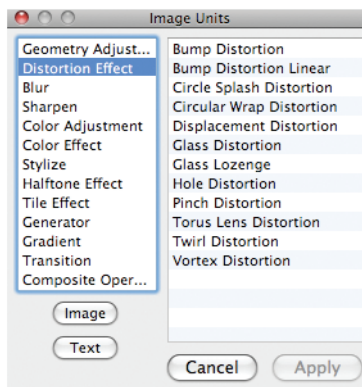 Image Units
Geometry Adjust...
Distortion Effect
Blur
Sharpen
Color Adjustment
Color Effect
Stylize
Halftone Effect
Tile Effect
Generator
Gradient
Transition
Composite Oper...
Bump Distortion
Bump Distortion Linear
Circle Splash Distortion
Circular Wrap Distortion
Displacement Distortion
Glass Distortion
Glass Lozenge
Hole Distortion
Pinch Distortion
Torus Lens Distortion
Twirl Distortion
Vortex Distortion
Image
Text
Cancel
Apply